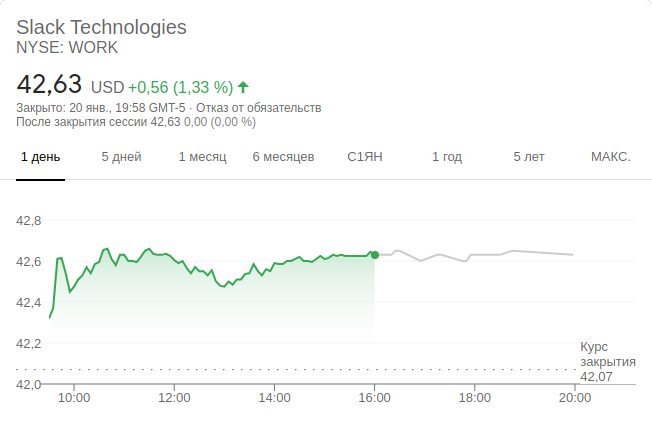 Slack Technologies
NYSE: WORK
42,63 USD +0,56 (1,33 %)
Закрыто: 20 янв., 19:58 GMT-5 · Отказ от обязательств
После закрытия сессии 42,63 0,00 (0,00 %)
1 день 5 дней 1 месяц 6 месяцев С1ЯН 1 год 5 лет МАКС.
42,8
42,6
42,4
42,2
Курс
закрытия
42,07
42,0
10:00 12:00 14:00 16:00 18:00 20:00